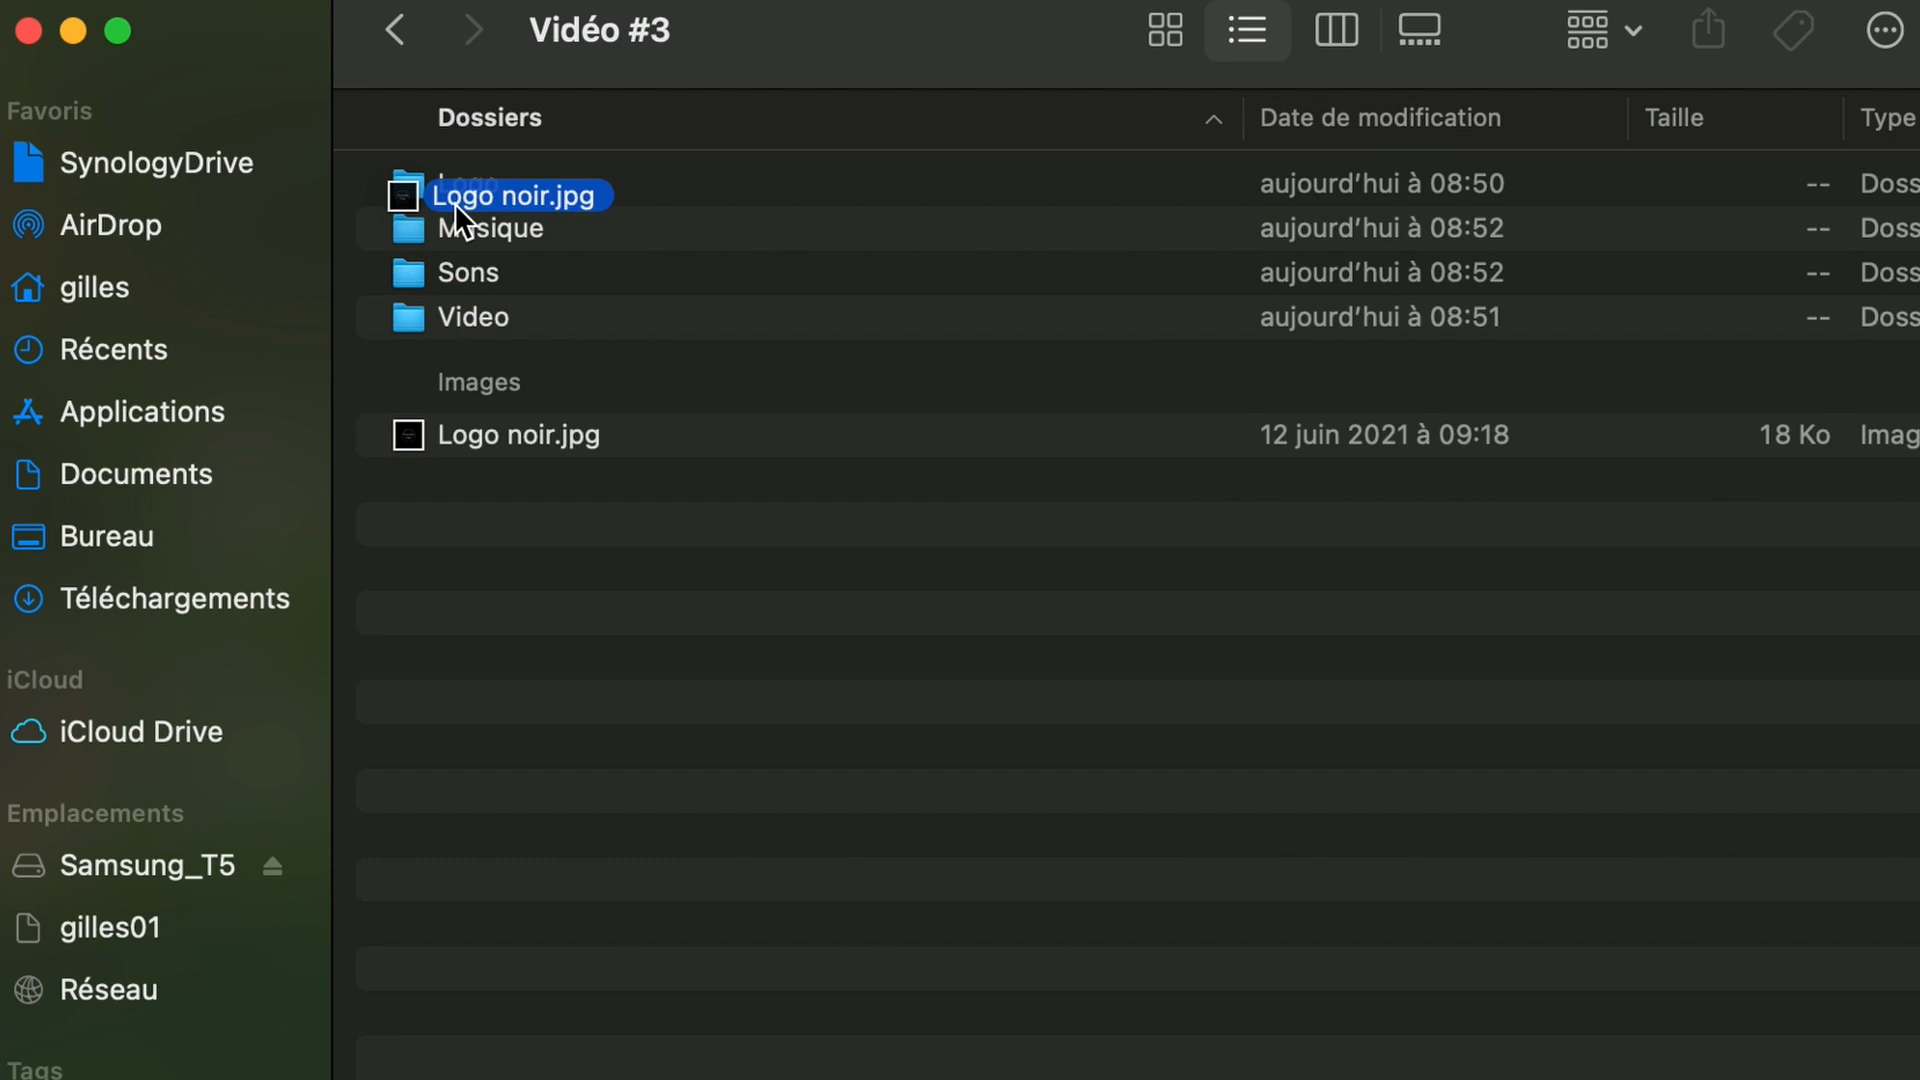 Vidéo #3
Favoris
SynologyDrive
AirDrop
gilles
Récents
Applications
Documents
Bureau
Téléchargements
iCloud
iCloud Drive
Emplacements
Samsung_T5
gilles01
Réseau
Tags
Dossiers Date de modification Taille Type
Logo aujourd'hui à 08:50 -- Doss
Logo noir.jpg
Musique aujourd'hui à 08:52 -- Doss
Sons aujourd'hui à 08:52 -- Doss
Video aujourd'hui à 08:51 -- Doss
Images
Logo noir.jpg 12 juin 2021 à 09:18 18 Ko Imag